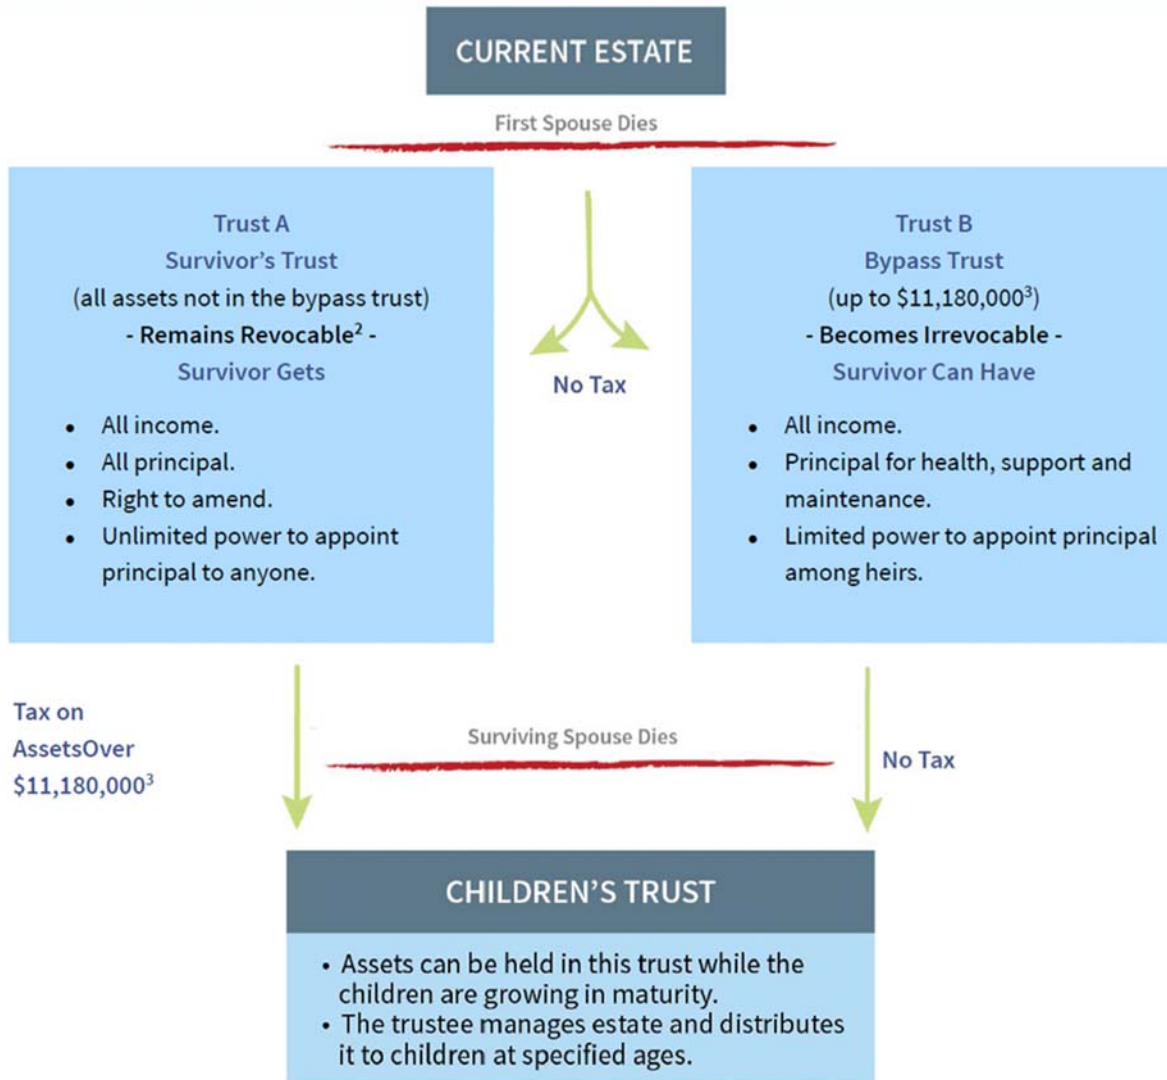 CURRENT ESTATE
First Spouse Dies
Trust A
Survivor’s Trust
(all assets not in the bypass trust)
- Remains Revocable² -
Survivor Gets
• All income.
• All principal.
• Right to amend.
• Unlimited power to appoint
principal to anyone.
No Tax
Trust B
Bypass Trust
(up to $11,180,000³)
- Becomes Irrevocable -
Survivor Can Have
• All income.
• Principal for health, support and
maintenance.
• Limited power to appoint principal
among heirs.
Tax on
AssetsOver
$11,180,000³
Surviving Spouse Dies
No Tax
CHILDREN’S TRUST
• Assets can be held in this trust while the
children are growing in maturity.
• The trustee manages estate and distributes
it to children at specified ages.